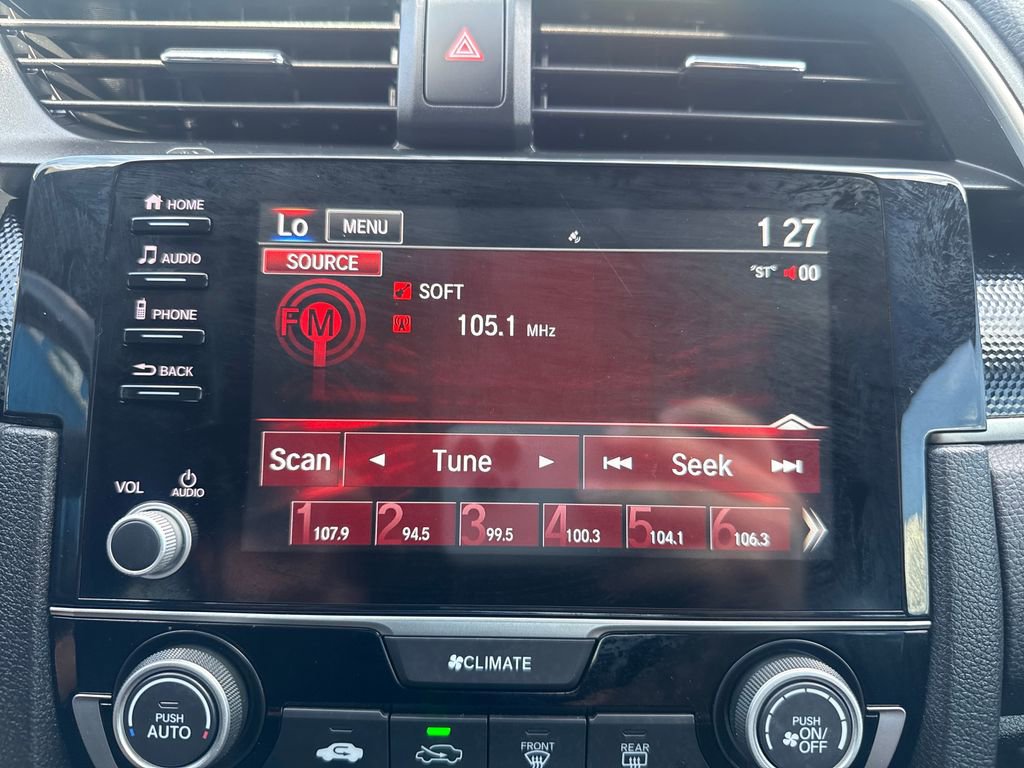 HOME
Lo MENU 1 27
AUDIO
SOURCE
"ST" 00
FM
SOFT
PHONE
105.1 MHz
BACK
Scan Tune Seek
VOL AUDIO
1 107.9 2 94.5 3 99.5 4 100.3 5 104.1 6 106.3
CLIMATE
PUSH AUTO
PUSH ON/OFF
FRONT
REAR